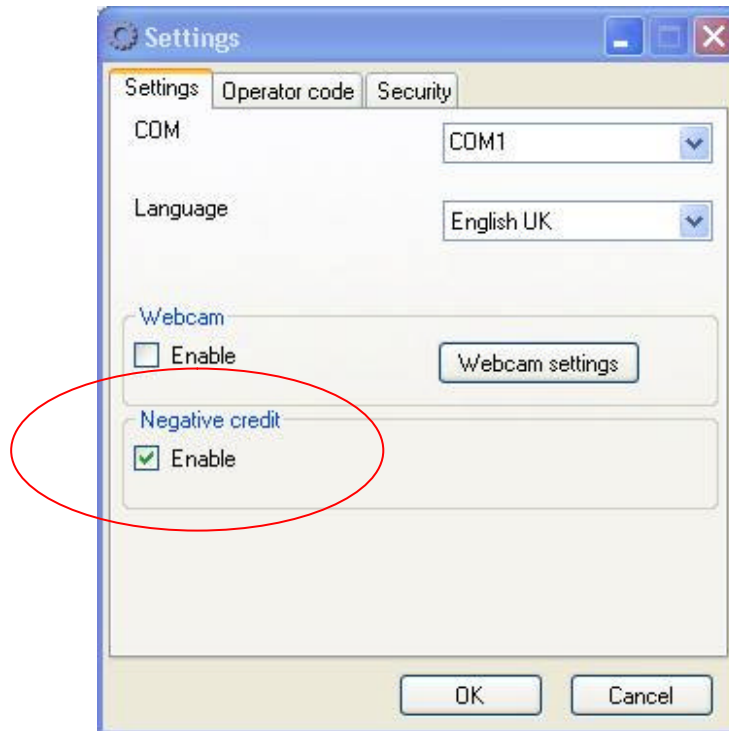 Settings
Settings Operator code Security
COM COM1
Language English UK
Webcam
Enable Webcam settings
Negative credit
Enable
OK Cancel